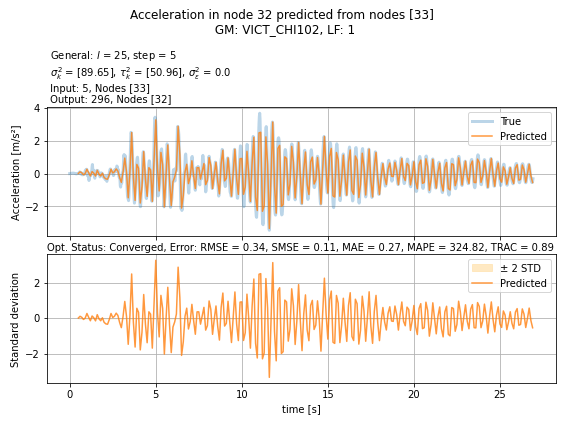 Acceleration in node 32 predicted from nodes [33]
GM: VICT_CHI102, LF: 1
General: l = 25, step = 5
σ²ₖ = [89.65], τ²ₖ = [50.96], σ²ε = 0.0
Input: 5, Nodes [33]
Output: 296, Nodes [32]
4
2
0
−2
Acceleration [m/s²]
True
Predicted
Opt. Status: Converged, Error: RMSE = 0.34, SMSE = 0.11, MAE = 0.27, MAPE = 324.82, TRAC = 0.89
2
0
−2
Standard deviation
± 2 STD
Predicted
0 5 10 15 20 25
time [s]